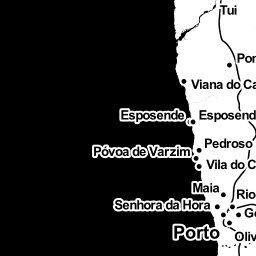 Tui
Pon
Viana do Ca
Esposende
Esposend
Pedroso
Póvoa de Varzim
Vila do C
Maia
Rio
Senhora da Hora
Go
Porto
Oliv